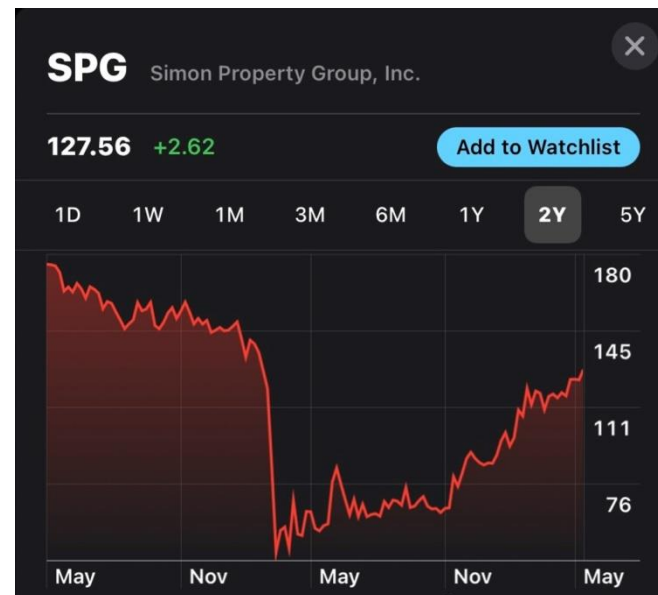 SPG Simon Property Group, Inc.
127.56 +2.62 Add to Watchlist
1D 1W 1M 3M 6M 1Y 2Y 5Y
180
145
111
76
May Nov May Nov May